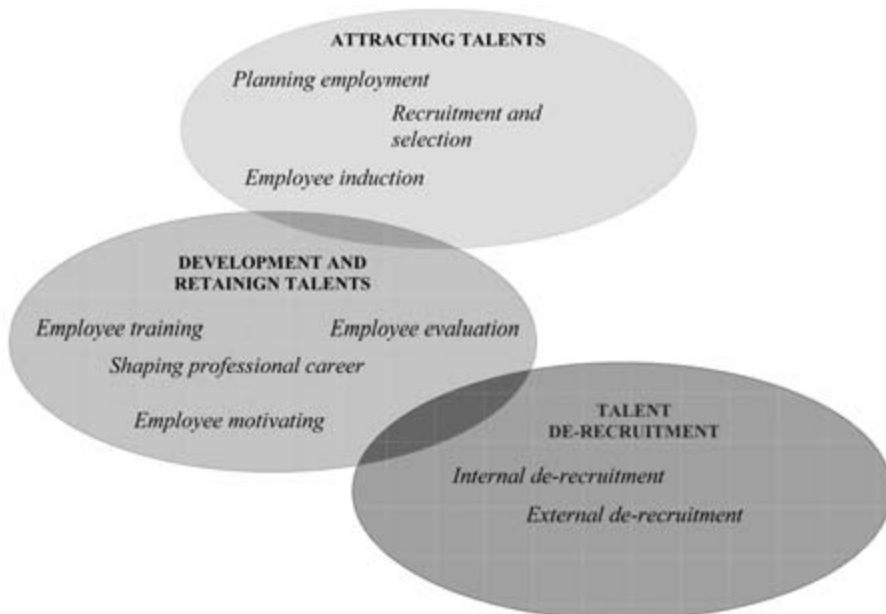 ATTRACTING TALENTS
Planning employment
Recruitment and
selection
Employee induction
DEVELOPMENT AND
RETAINIGN TALENTS
Employee training
Employee evaluation
Shaping professional career
Employee motivating
TALENT
DE-RECRUITMENT
Internal de-recruitment
External de-recruitment